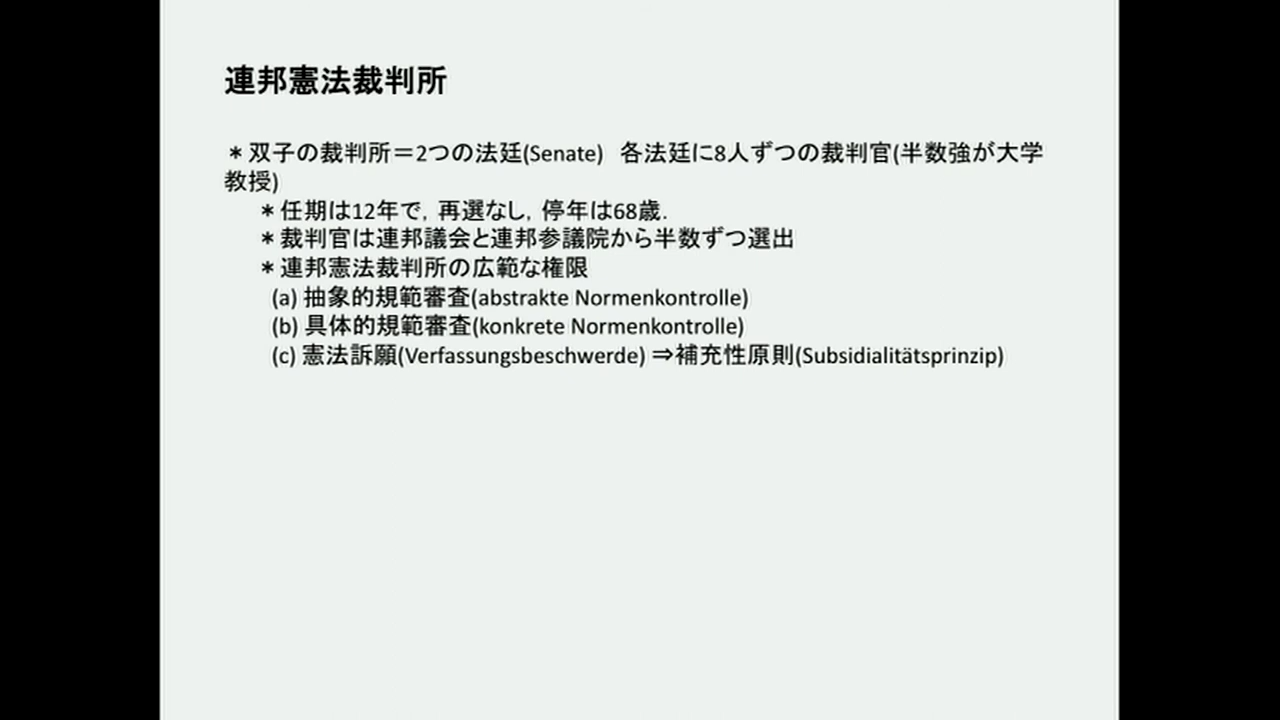 連邦憲法裁判所
＊双子の裁判所＝2つの法廷(Senate)　各法廷に8人ずつの裁判官(半数強が大学
教授)
＊任期は12年で, 再選なし, 停年は68歳.
＊裁判官は連邦議会と連邦参議院から半数ずつ選出
＊連邦憲法裁判所の広範な権限
(a) 抽象的規範審査(abstrakte Normenkontrolle)
(b) 具体的規範審査(konkrete Normenkontrolle)
(c) 憲法訴願(Verfassungsbeschwerde) ⇒補充性原則(Subsidialitätsprinzip)